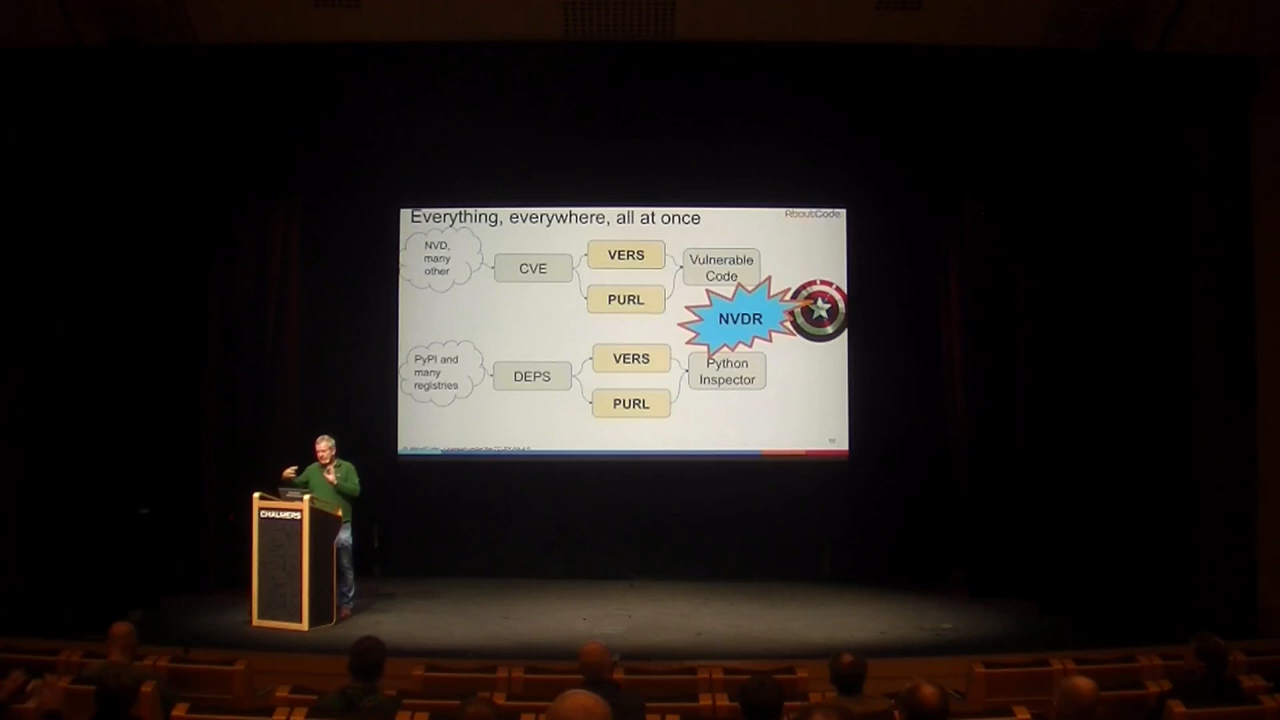 Everything, everywhere, all at once
AboutCode
NVD,
many
other
CVE
VERS
PURL
Vulnerable
Code
NVDR
PyPI and
many
registries
DEPS
VERS
PURL
Python
Inspector
CHALMERS